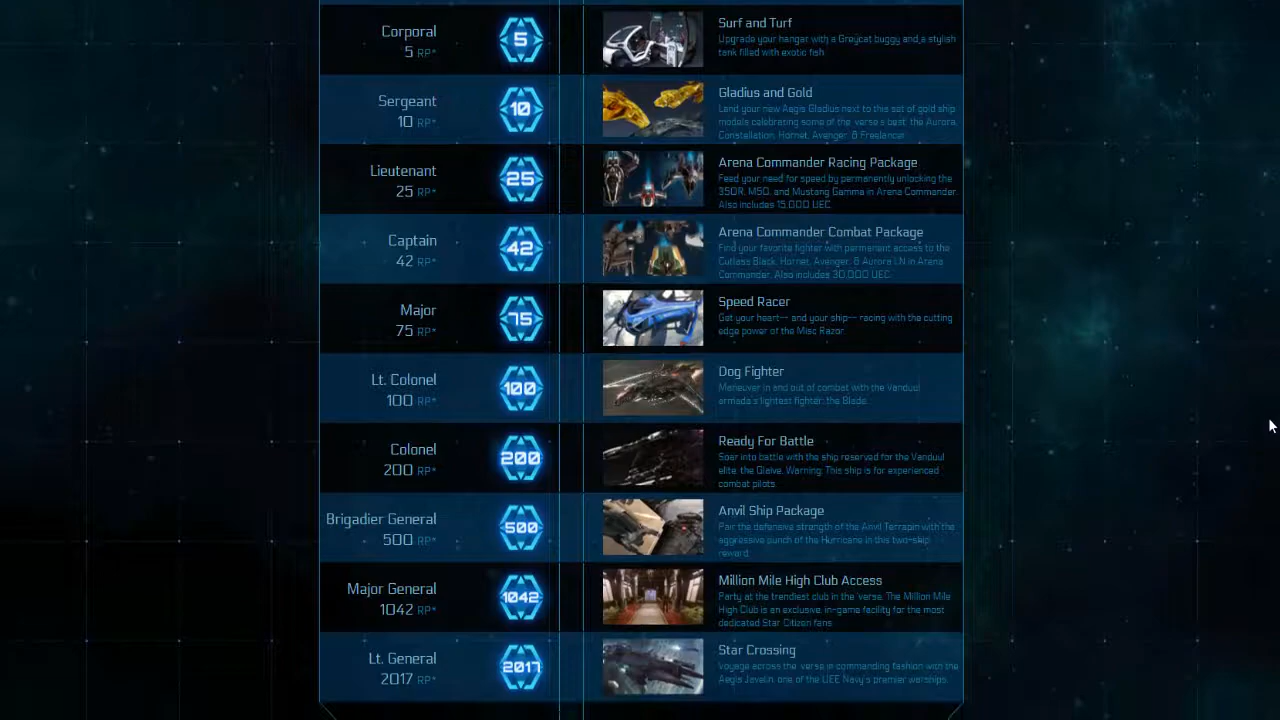 Corporal
5 RP*
5
Surf and Turf
Upgrade your hangar with a Greycat buggy and a stylish
tank filled with exotic fish
Sergeant
10 RP*
10
Gladius and Gold
Land your new Aegis Gladius next to this set of gold ship
models celebrating some of the 'verse's best: the Aurora,
Constellation, Hornet, Avenger, & Freelancer
Lieutenant
25 RP*
25
Arena Commander Racing Package
Feed your need for speed by permanently unlocking the
350R, M50, and Mustang Gamma in Arena Commander.
Also includes 15,000 UEC.
Captain
42 RP*
42
Arena Commander Combat Package
Find your favorite fighter with permenent access to the
Cutlass Black, Hornet, Avenger, & Aurora LN in Arena
Commander. Also includes 30,000 UEC.
Major
75 RP*
75
Speed Racer
Get your heart-- and your ship-- racing with the cutting
edge power of the Misc Razor.
Lt. Colonel
100 RP*
100
Dog Fighter
Maneuver in and out of combat with the Vanduul
armada's lightest fighter: the Blade.
Colonel
200 RP*
200
Ready For Battle
Soar into battle with the ship reserved for the Vanduul
elite, the Glaive. Warning: This ship is for experienced
combat pilots.
Brigadier General
500 RP*
500
Anvil Ship Package
Pair the defensive strength of the Anvil Terrapin with the
aggressive punch of the Hurricane in this two-ship
reward.
Major General
1042 RP*
1042
Million Mile High Club Access
Party at the trendiest club in the 'verse. The Million Mile
High Club is an exclusive, in-game facility for the most
dedicated Star Citizen fans.
Lt. General
2017 RP*
2017
Star Crossing
Voyage across the 'verse in commanding fashion with the
Aegis Javelin, one of the UEE Navy's premier warships.